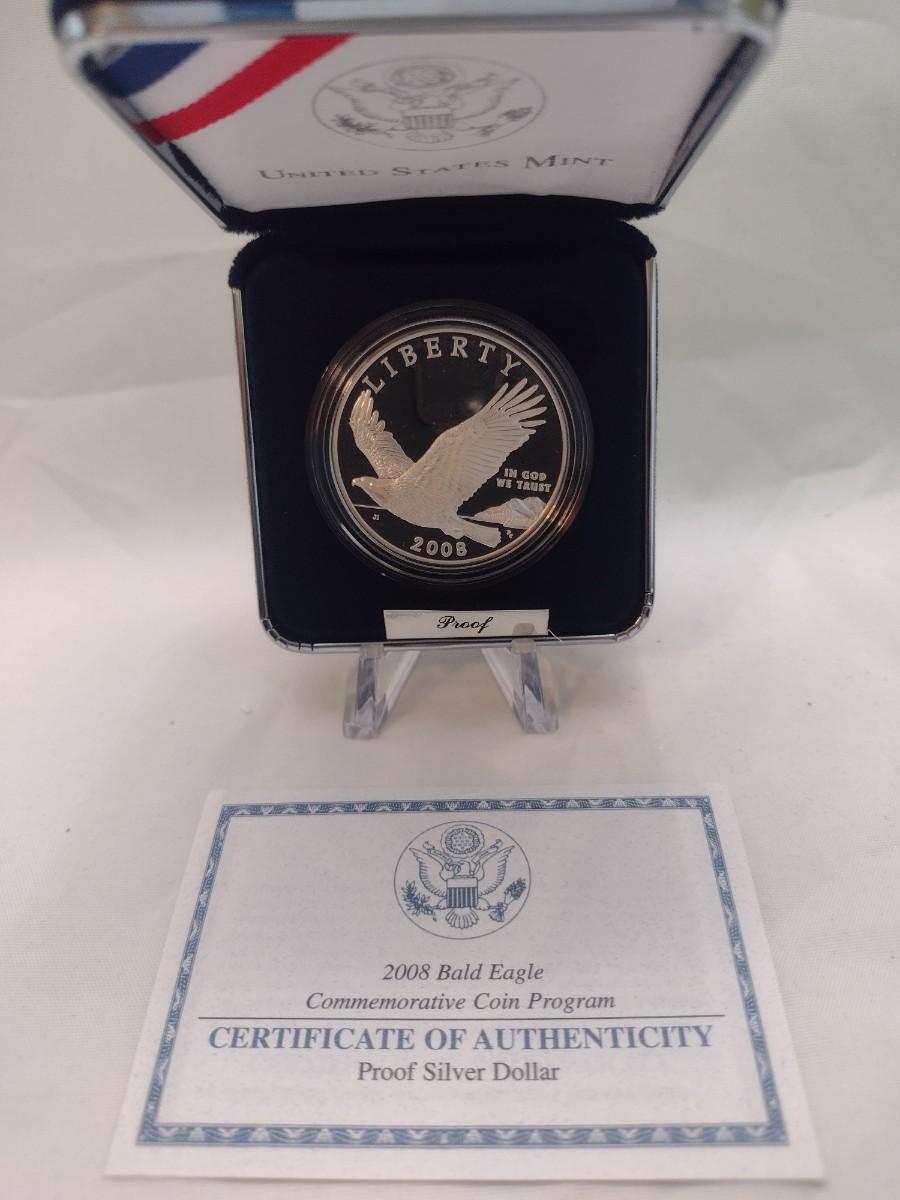 UNITED STATES MINT
LIBERTY
IN GOD
WE TRUST
JI
2008
Proof
2008 Bald Eagle
Commemorative Coin Program
CERTIFICATE OF AUTHENTICITY
Proof Silver Dollar